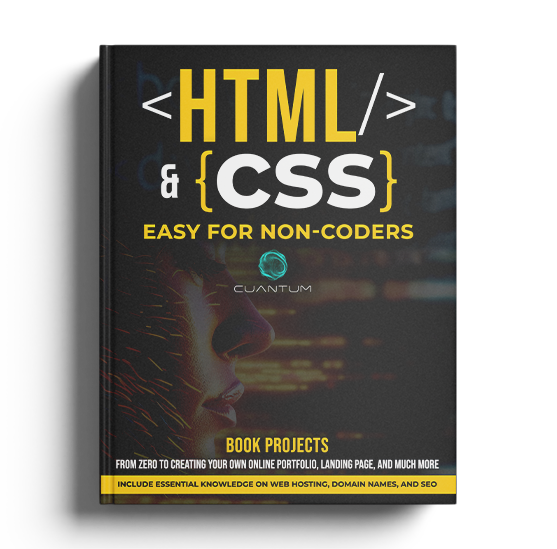 <HTML/>
& {CSS}
EASY FOR NON-CODERS
CUANTUM
BOOK PROJECTS
FROM ZERO TO CREATING YOUR OWN ONLINE PORTFOLIO, LANDING PAGE, AND MUCH MORE
INCLUDE ESSENTIAL KNOWLEDGE ON WEB HOSTING, DOMAIN NAMES, AND SEO